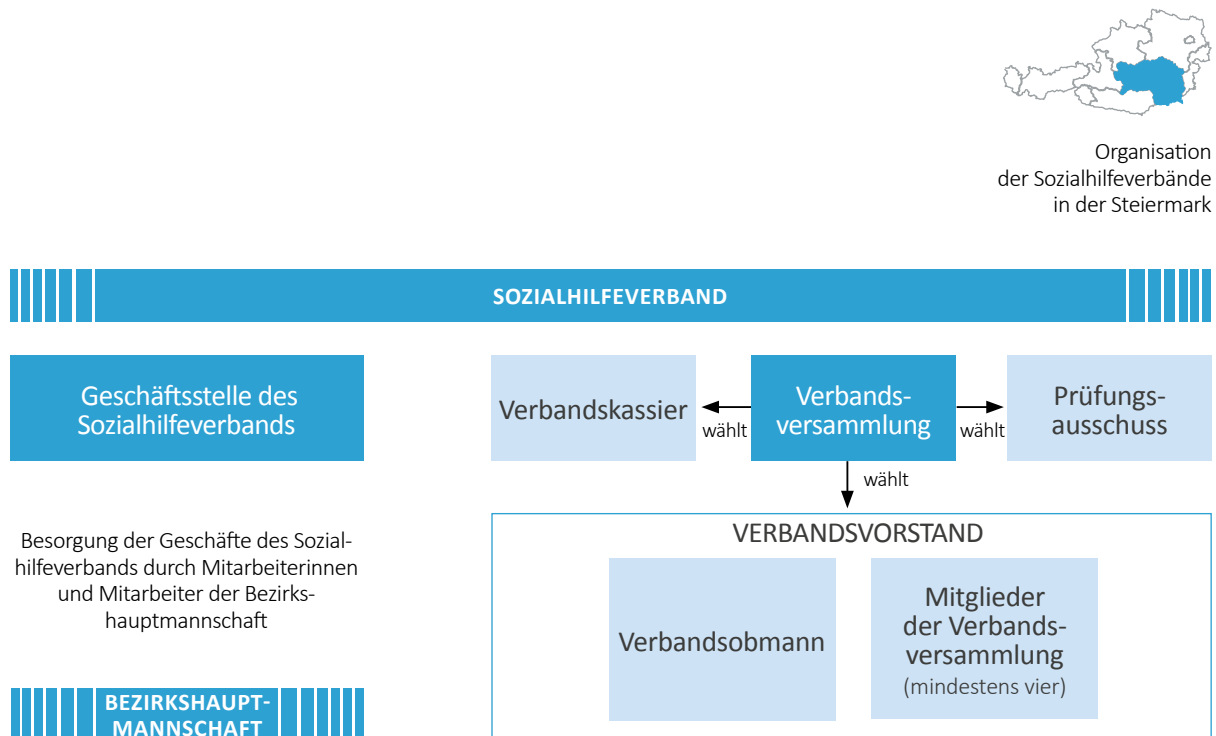 Organisation
der Sozialhilfeverbände
in der Steiermark
SOZIALHILFEVERBAND
Geschäftsstelle des
Sozialhilfeverbands
Verbandskassier
wählt
Verbands-
versammlung
wählt
Prüfungs-
ausschuss
wählt
Besorgung der Geschäfte des Sozial-
hilfeverbands durch Mitarbeiterinnen
und Mitarbeiter der Bezirks-
hauptmannschaft
BEZIRKSHAUPT-
MANNSCHAFT
VERBANDSVORSTAND
Verbandsobmann
Mitglieder
der Verbands-
versammlung
(mindestens vier)